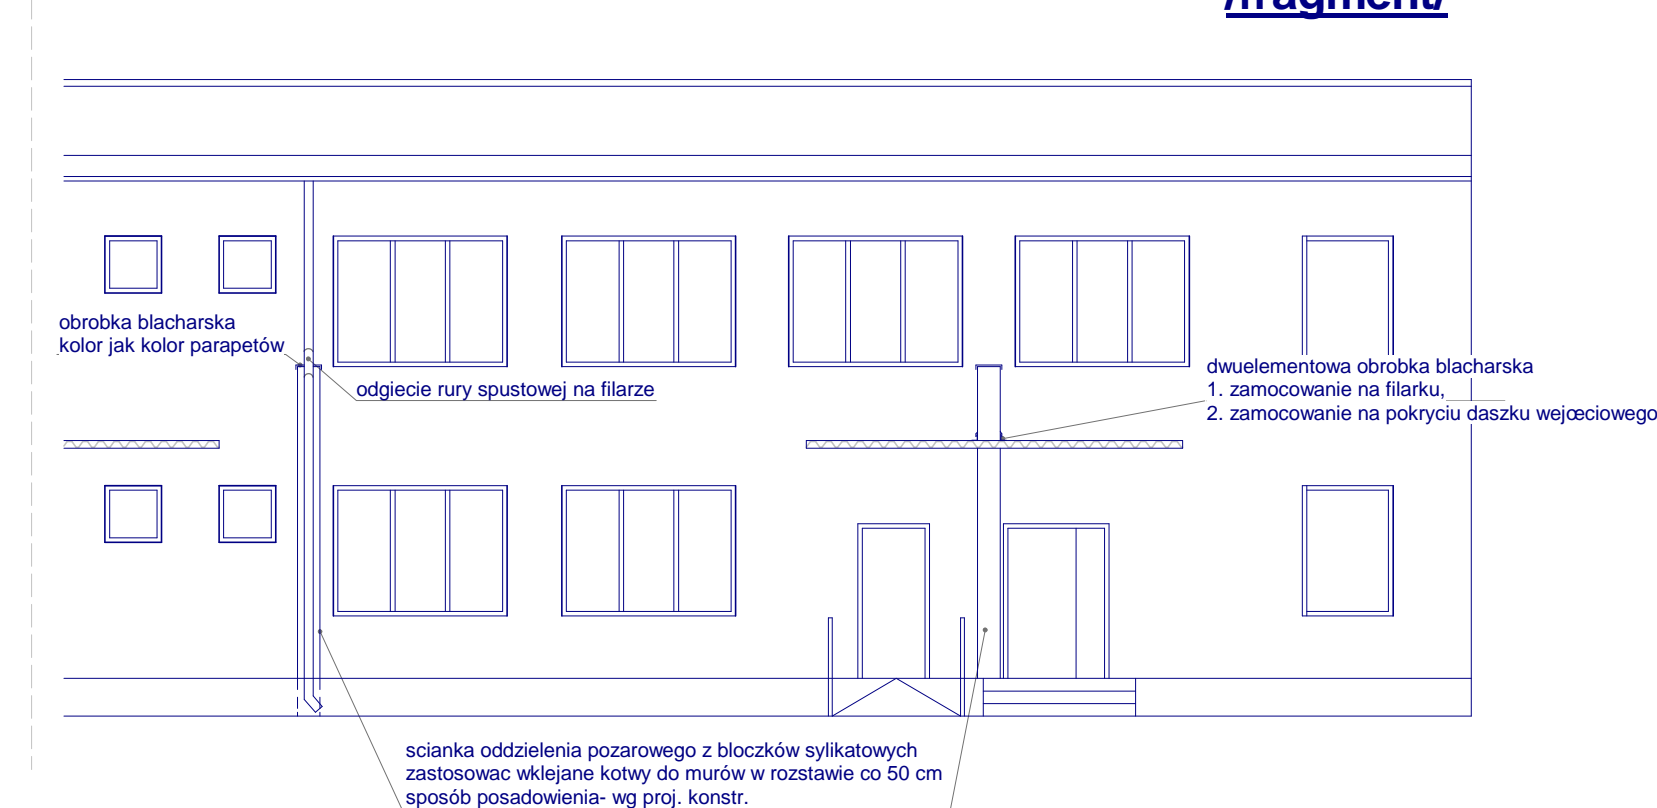 /fragment/
obrobka blacharska
kolor jak kolor parapetów
odgiecie rury spustowej na filarze
dwuelementowa obrobka blacharska
1. zamocowanie na filarku,
2. zamocowanie na pokryciu daszku wejœciowego
scianka oddzielenia pozarowego z bloczków sylikatowych
zastosowac wklejane kotwy do murów w rozstawie co 50 cm
sposób posadowienia- wg proj. konstr.